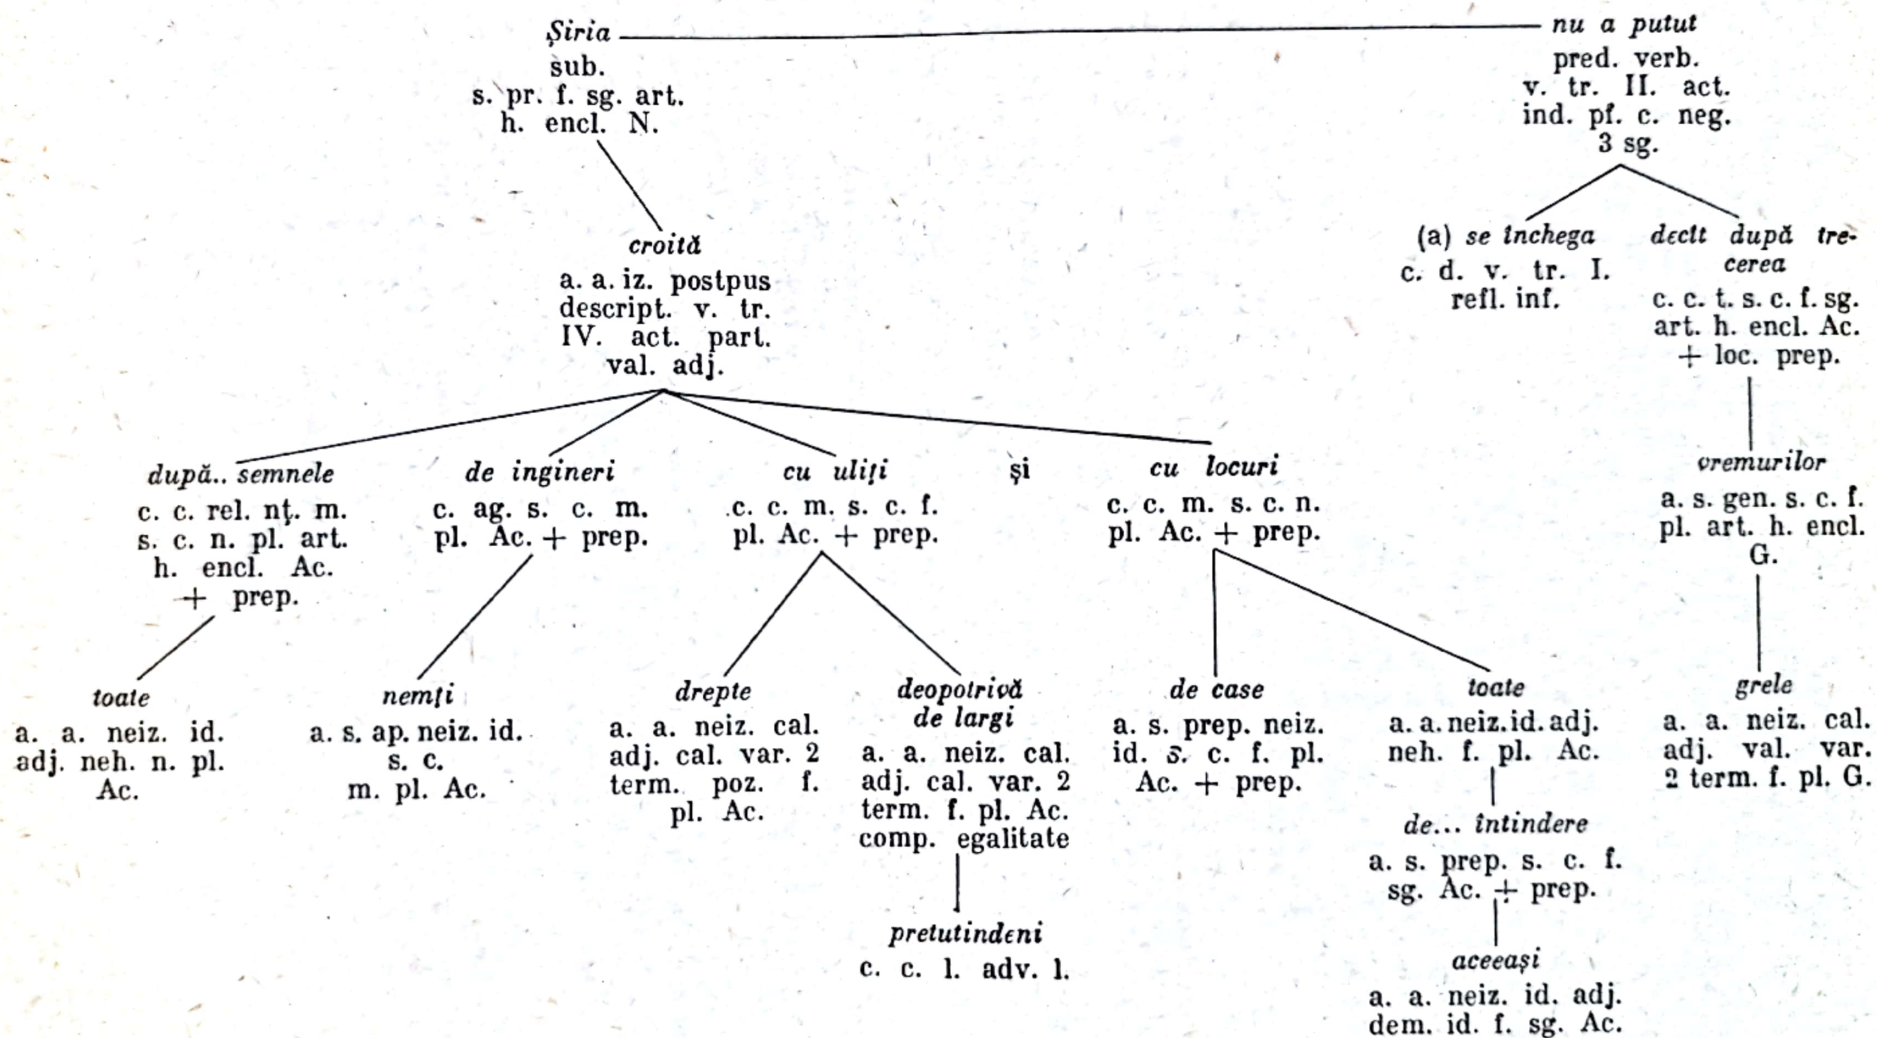 Șiria
sub.
s. pr. f. sg. art.
h. encl. N.
nu a putut
pred. verb.
v. tr. II. act.
ind. pf. c. neg.
3 sg.
croită
a. a. iz. postpus
descript. v. tr.
IV. act. part.
val. adj.
(a) se închega
c. d. v. tr. I.
refl. inf.
decît după tre-
cerea
c. c. t. s. c. f. sg.
art. h. encl. Ac.
+ loc. prep.
după.. semnele
c. c. rel. nț. m.
s. c. n. pl. art.
h. encl. Ac.
+ prep.
de ingineri
c. ag. s. c. m.
pl. Ac. + prep.
cu uliți
c. c. m. s. c. f.
pl. Ac. + prep.
și
cu locuri
c. c. m. s. c. n.
pl. Ac. + prep.
vremurilor
a. s. gen. s. c. f.
pl. art. h. encl.
G.
toate
a. a. neiz. id.
adj. neh. n. pl.
Ac.
nemți
a. s. ap. neiz. id.
s. c.
m. pl. Ac.
drepte
a. a. neiz. cal.
adj. cal. var. 2
term. poz. f.
pl. Ac.
deopotrivă
de largi
a. a. neiz. cal.
adj. cal. var. 2
term. f. pl. Ac.
comp. egalitate
de case
a. s. prep. neiz.
id. s. c. f. pl.
Ac. + prep.
toate
a. a. neiz. id. adj.
neh. f. pl. Ac.
grele
a. a. neiz. cal.
adj. val. var.
2 term. f. pl. G.
de... întindere
a. s. prep. s. c. f.
sg. Ac. + prep.
pretutindeni
c. c. l. adv. l.
aceeași
a. a. neiz. id. adj.
dem. id. f. sg. Ac.